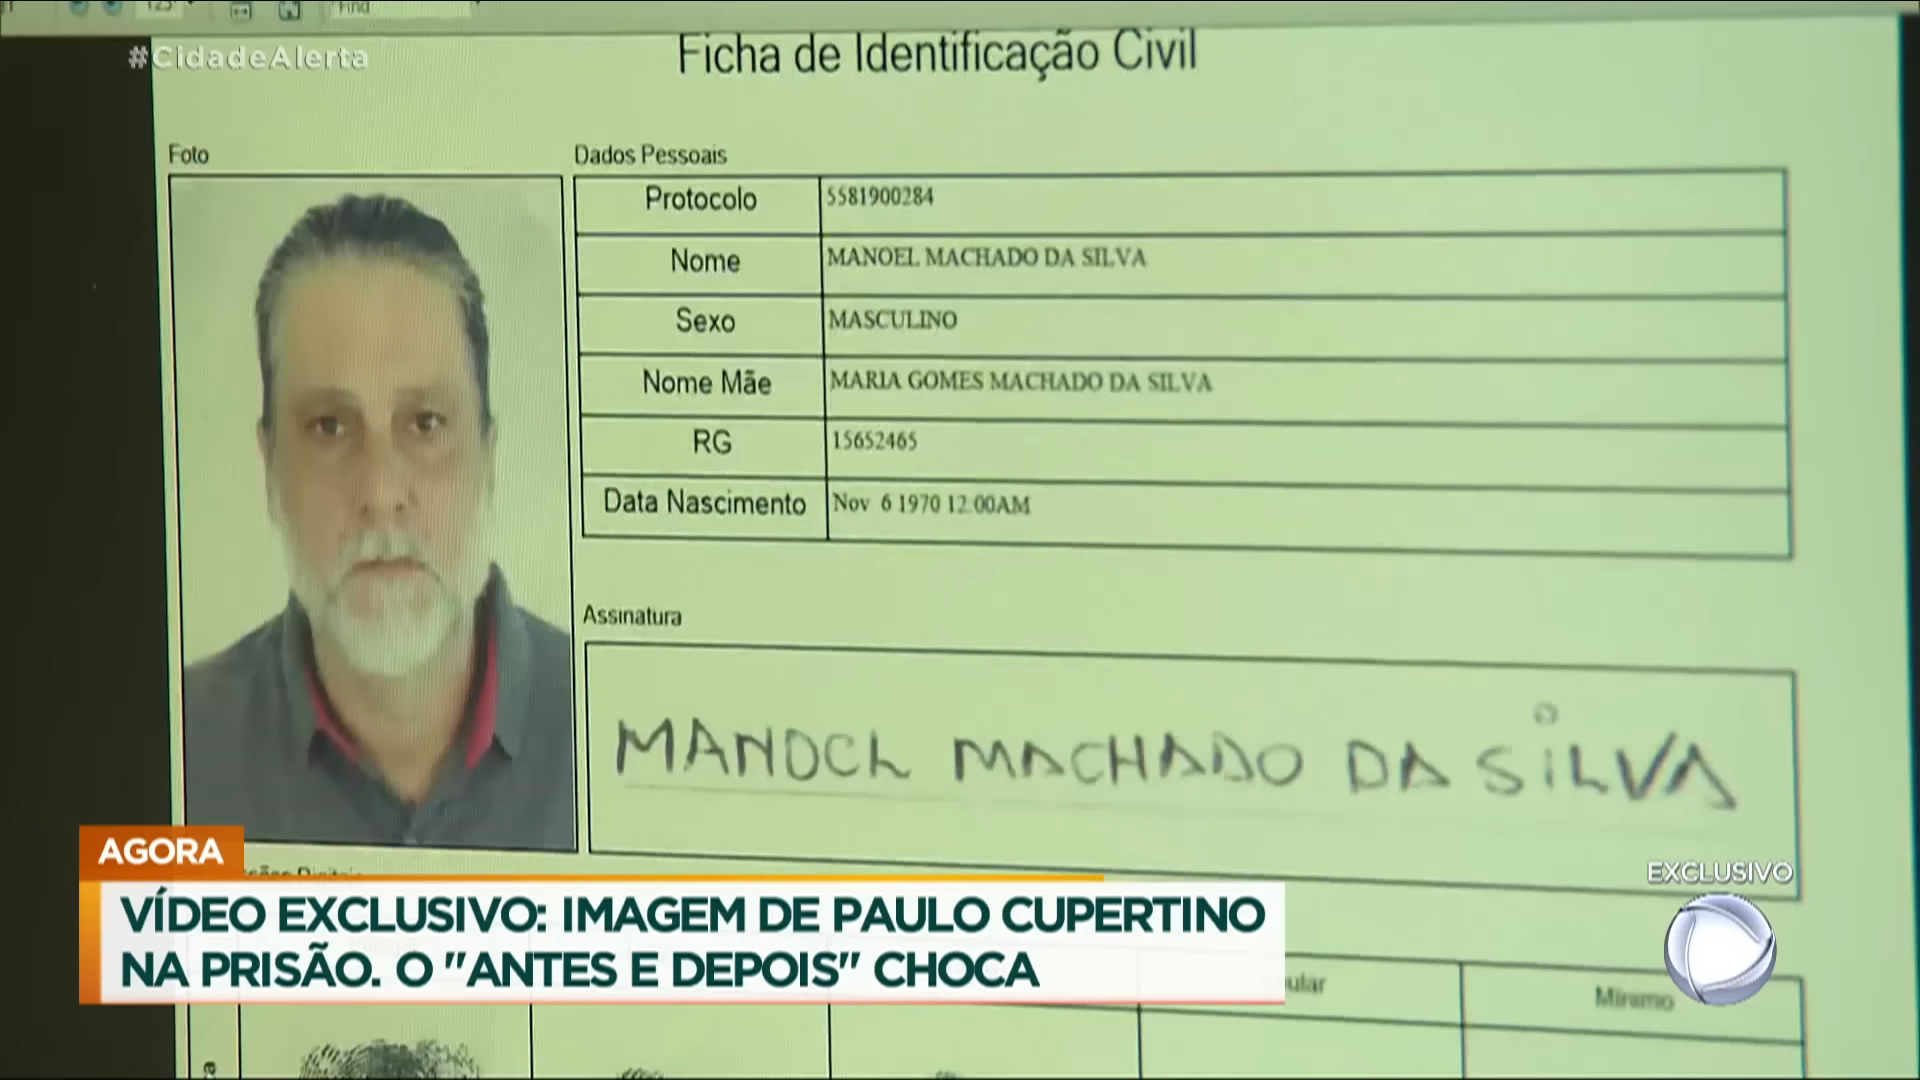 Find
#CidadeAlerta
Ficha de Identificação Civil
Foto
Dados Pessoais
Protocolo 5581900284
Nome MANOEL MACHADO DA SILVA
Sexo MASCULINO
Nome Mãe MARIA GOMES MACHADO DA SILVA
RG 15652465
Data Nascimento Nov 6 1970 12:00AM
Assinatura
MANOEL MACHADO DA SILVA
AGORA
EXCLUSIVO
VÍDEO EXCLUSIVO: IMAGEM DE PAULO CUPERTINO
NA PRISÃO. O "ANTES E DEPOIS" CHOCA
Mínimo